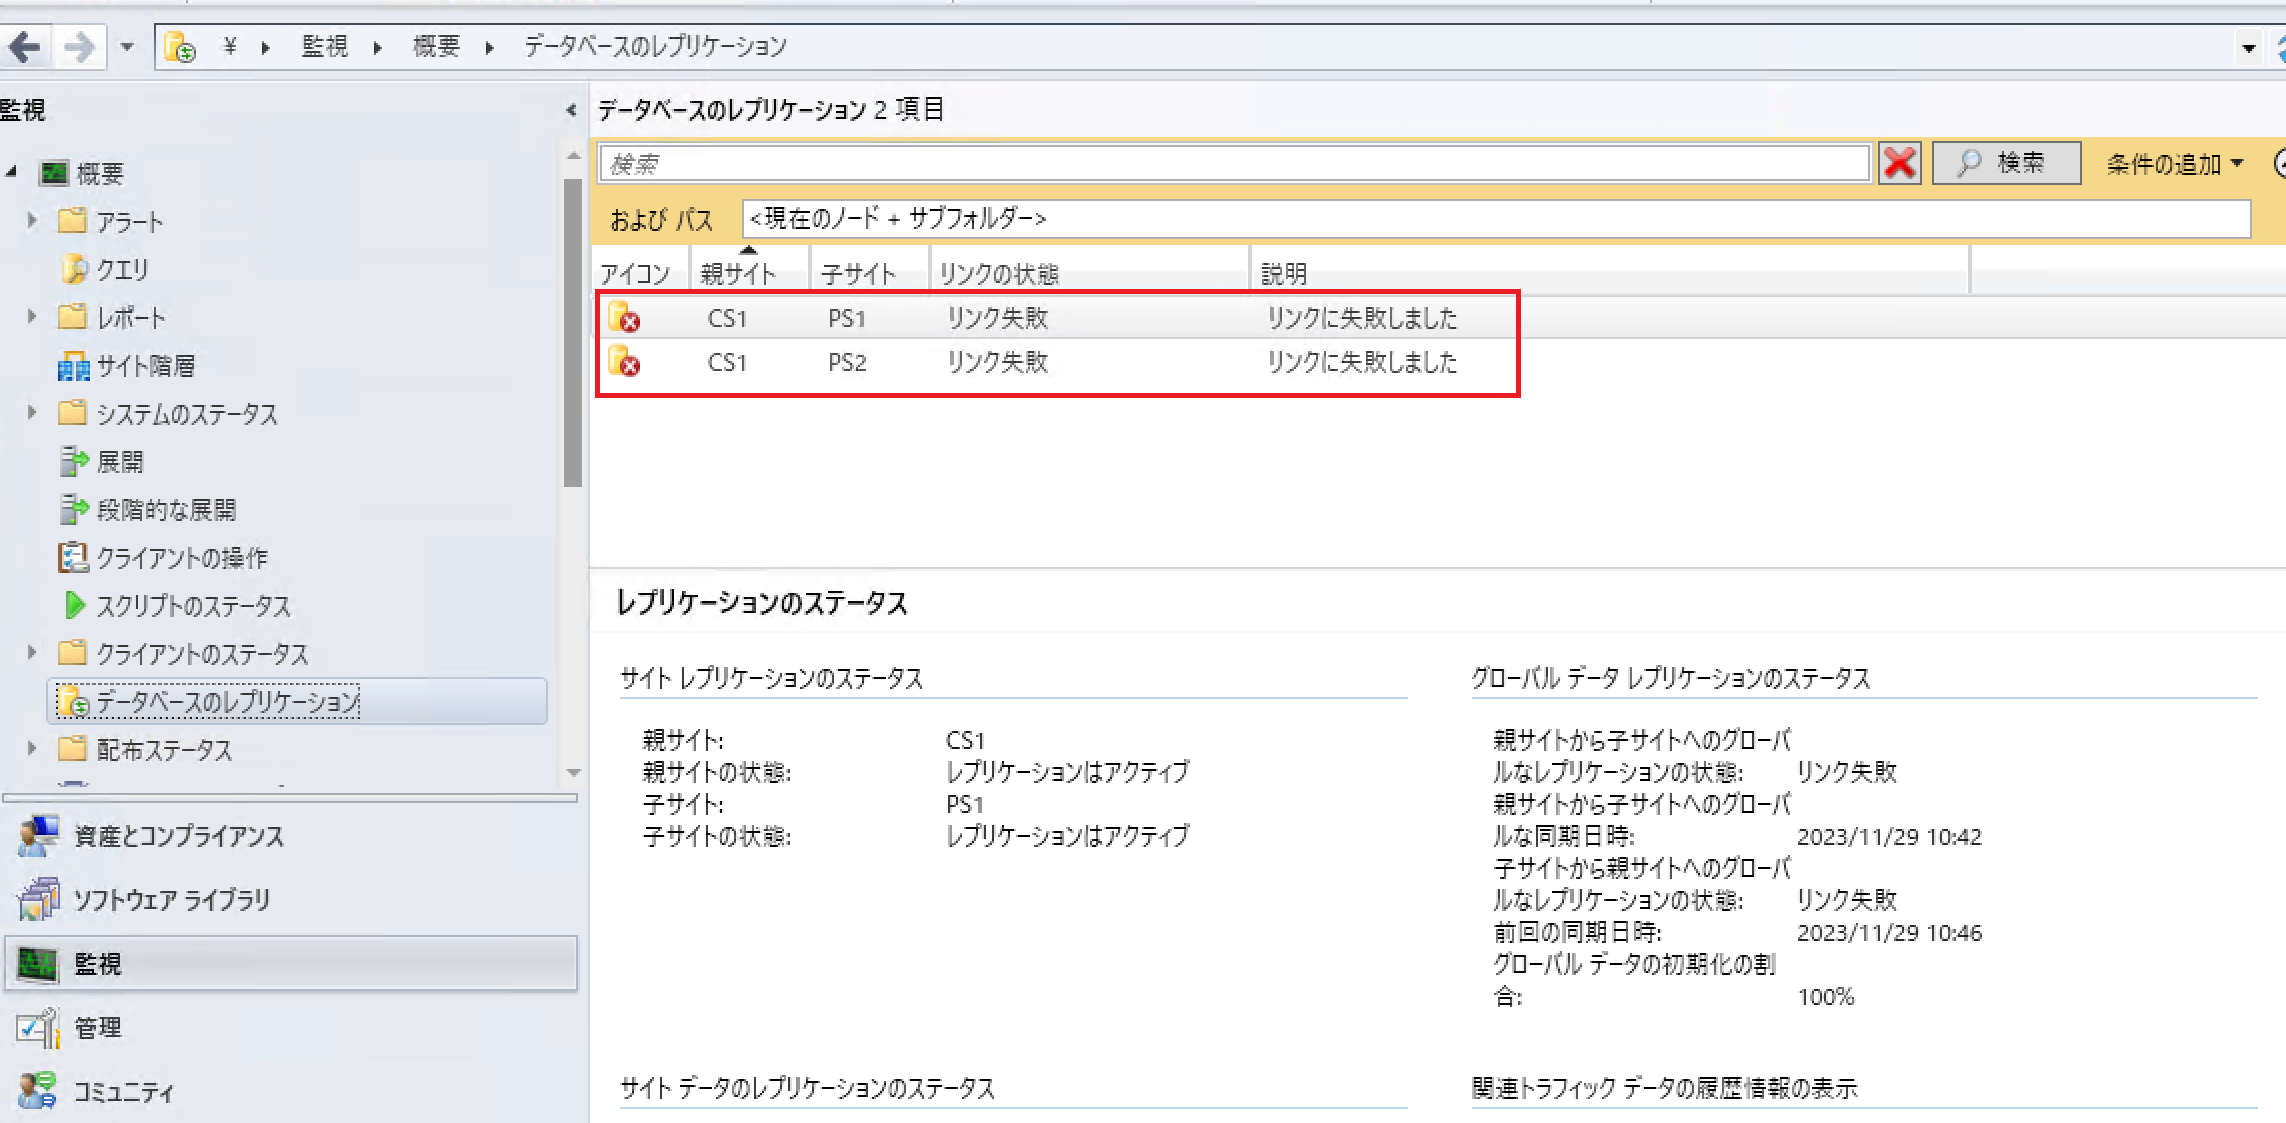 ¥ 監視 概要 データベースのレプリケーション
監視
概要
アラート
クエリ
レポート
サイト階層
システムのステータス
展開
段階的な展開
クライアントの操作
スクリプトのステータス
クライアントのステータス
データベースのレプリケーション
配布ステータス
資産とコンプライアンス
ソフトウェア ライブラリ
監視
管理
コミュニティ
データベースのレプリケーション 2 項目
検索 検索 条件の追加
および パス <現在のノード + サブフォルダー>
アイコン 親サイト 子サイト リンクの状態 説明
CS1 PS1 リンク失敗 リンクに失敗しました
CS1 PS2 リンク失敗 リンクに失敗しました
レプリケーションのステータス
サイト レプリケーションのステータス
親サイト: CS1
親サイトの状態: レプリケーションはアクティブ
子サイト: PS1
子サイトの状態: レプリケーションはアクティブ
グローバル データ レプリケーションのステータス
親サイトから子サイトへのグローバ
ルなレプリケーションの状態: リンク失敗
親サイトから子サイトへのグローバ
ルな同期日時: 2023/11/29 10:42
子サイトから親サイトへのグローバ
ルなレプリケーションの状態: リンク失敗
前回の同期日時: 2023/11/29 10:46
グローバル データの初期化の割
合: 100%
サイト データのレプリケーションのステータス
関連トラフィック データの履歴情報の表示